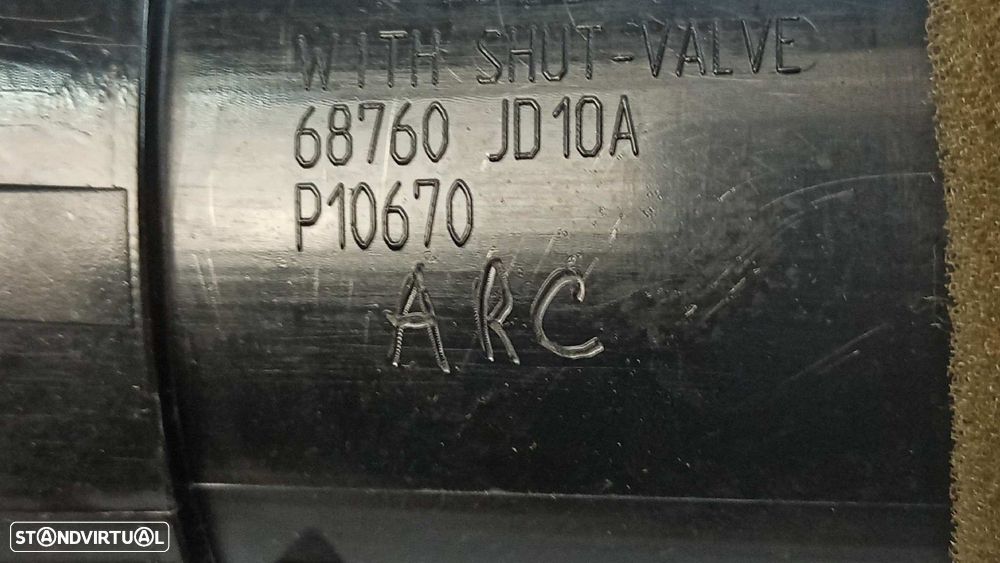 WITH SHUT-VALVE
68760 JD10A
P10670
ARC
STANDVIRTUAL